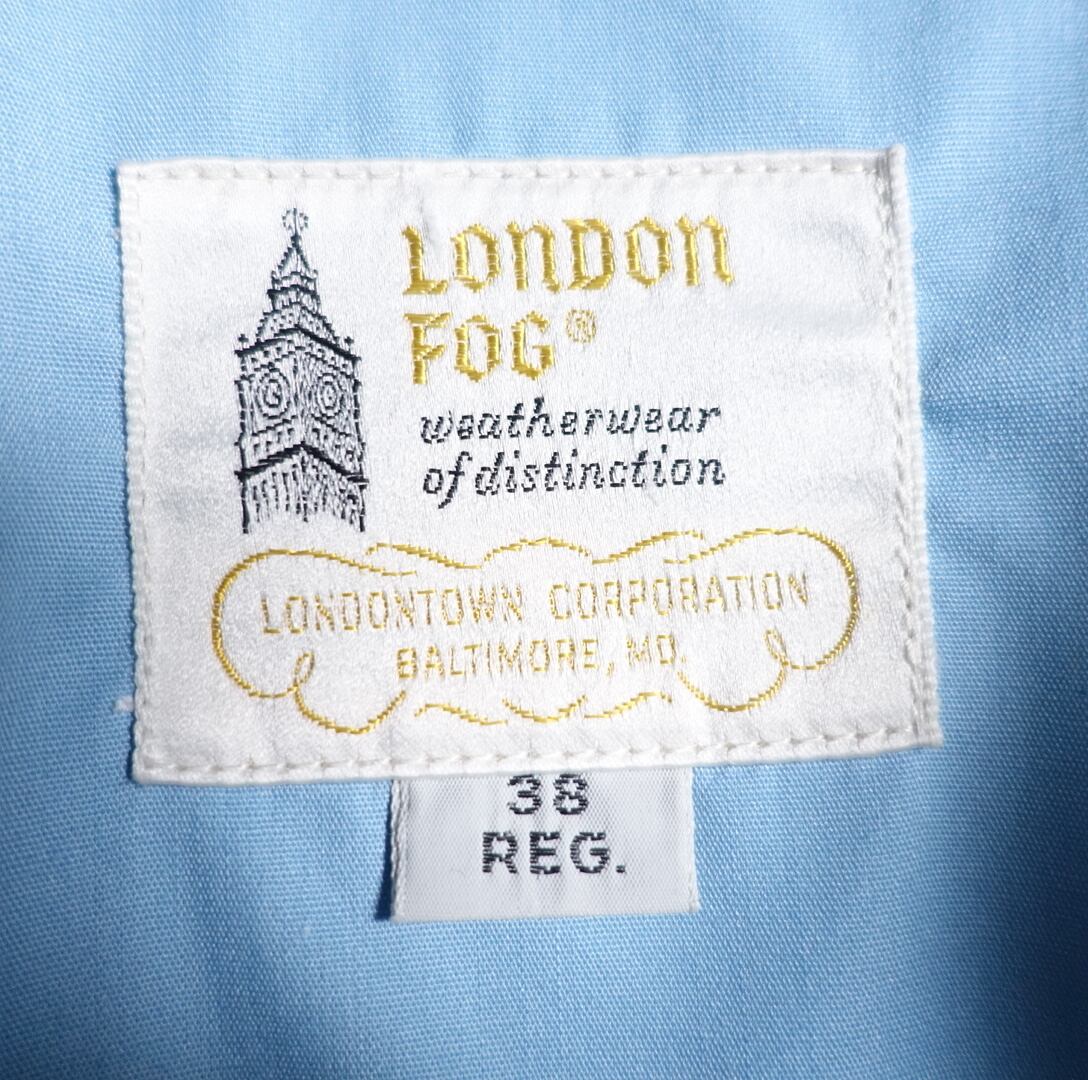 LONDON
FOG®
weatherwear
of distinction
LONDONTOWN CORPORATION
BALTIMORE, MD.
38
REG.